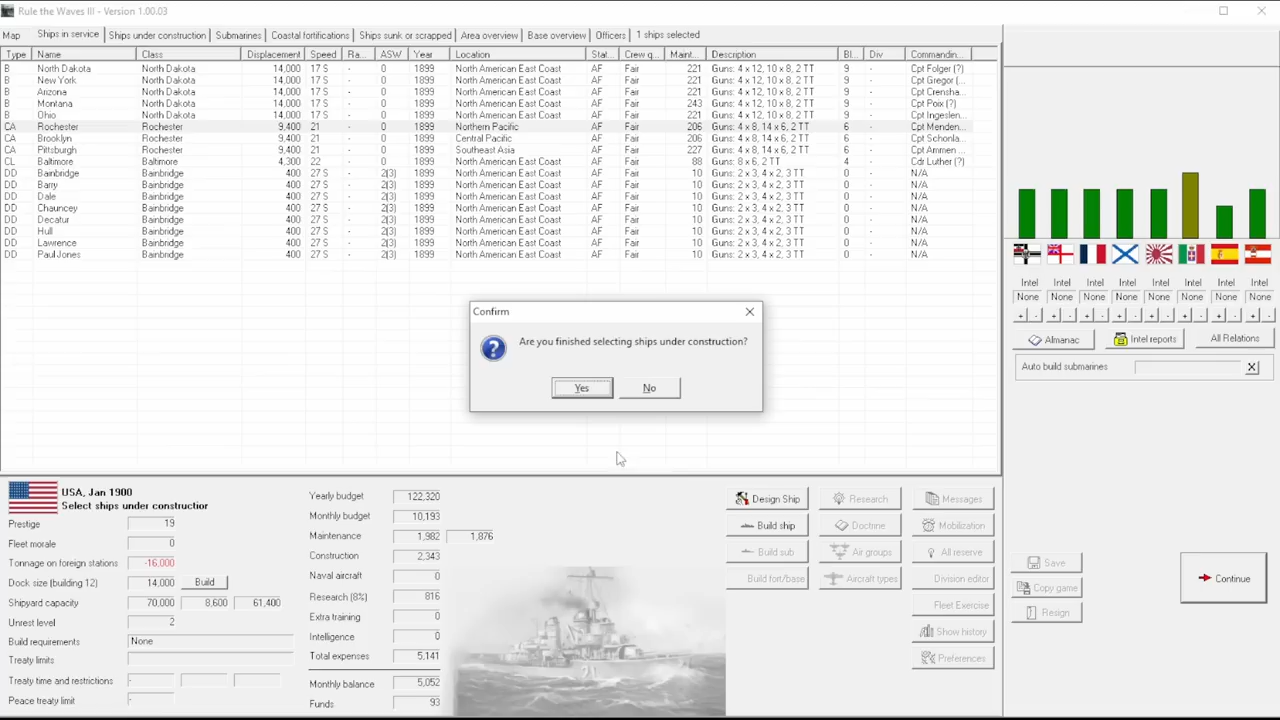 Rule the Waves III - Version 1.00.03
Map Ships in service Ships under construction Submarines Coastal fortifications Ships sunk or scrapped Area overview Base overview Officers 1 ships selected
Type Name Class Displacement Speed Ra... ASW Year Location Stat... Crew q... Maint... Description Bl... Div Commandin...
B North Dakota North Dakota 14,000 17 S - 0 1899 North American East Coast AF Fair 221 Guns: 4 x 12, 10 x 8, 2 TT 9 - Cpt Folger (?)
B New York North Dakota 14,000 17 S - 0 1899 North American East Coast AF Fair 221 Guns: 4 x 12, 10 x 8, 2 TT 9 - Cpt Gregor (...
B Arizona North Dakota 14,000 17 S - 0 1899 North American East Coast AF Fair 221 Guns: 4 x 12, 10 x 8, 2 TT 9 - Cpt Crensha...
B Montana North Dakota 14,000 17 S - 0 1899 North American East Coast AF Fair 243 Guns: 4 x 12, 10 x 8, 2 TT 9 - Cpt Poix (?)
B Ohio North Dakota 14,000 17 S - 0 1899 North American East Coast AF Fair 221 Guns: 4 x 12, 10 x 8, 2 TT 9 - Cpt Ingeslen...
CA Rochester Rochester 9,400 21 - 0 1899 Northern Pacific AF Fair 206 Guns: 4 x 8, 14 x 6, 2 TT 6 - Cpt Menden...
CA Brooklyn Rochester 9,400 21 - 0 1899 Central Pacific AF Fair 206 Guns: 4 x 8, 14 x 6, 2 TT 6 - Cpt Schonla...
CA Pittsburgh Rochester 9,400 21 - 0 1899 Southeast Asia AF Fair 227 Guns: 4 x 8, 14 x 6, 2 TT 6 - Cpt Ammen ...
CL Baltimore Baltimore 4,300 22 - 0 1899 North American East Coast AF Fair 88 Guns: 8 x 6, 2 TT 4 - Cdr Luther (?)
DD Bainbridge Bainbridge 400 27 S - 2(3) 1899 North American East Coast AF Fair 10 Guns: 2 x 3, 4 x 2, 3 TT 0 - N/A
DD Barry Bainbridge 400 27 S - 2(3) 1899 North American East Coast AF Fair 10 Guns: 2 x 3, 4 x 2, 3 TT 0 - N/A
DD Dale Bainbridge 400 27 S - 2(3) 1899 North American East Coast AF Fair 10 Guns: 2 x 3, 4 x 2, 3 TT 0 - N/A
DD Chauncey Bainbridge 400 27 S - 2(3) 1899 North American East Coast AF Fair 10 Guns: 2 x 3, 4 x 2, 3 TT 0 - N/A
DD Decatur Bainbridge 400 27 S - 2(3) 1899 North American East Coast AF Fair 10 Guns: 2 x 3, 4 x 2, 3 TT 0 - N/A
DD Hull Bainbridge 400 27 S - 2(3) 1899 North American East Coast AF Fair 10 Guns: 2 x 3, 4 x 2, 3 TT 0 - N/A
DD Lawrence Bainbridge 400 27 S - 2(3) 1899 North American East Coast AF Fair 10 Guns: 2 x 3, 4 x 2, 3 TT 0 - N/A
DD Paul Jones Bainbridge 400 27 S - 2(3) 1899 North American East Coast AF Fair 10 Guns: 2 x 3, 4 x 2, 3 TT 0 - N/A
Intel Intel Intel Intel Intel Intel Intel Intel
None None None None None None None None
+ - + - + - + - + - + - + - + -
Almanac Intel reports All Relations
Auto build submarines X
Confirm
Are you finished selecting ships under construction?
Yes No
USA, Jan 1900
Select ships under construction
Prestige 19
Fleet morale 0
Tonnage on foreign stations -16,000
Dock size (building 12) 14,000 Build
Shipyard capacity 70,000 8,600 61,400
Unrest level 2
Build requirements None
Treaty limits
Treaty time and restrictions -
Peace treaty limit -
Yearly budget 122,320
Monthly budget 10,193
Maintenance 1,982 1,876
Construction 2,343
Naval aircraft 0
Research (8%) 816
Extra training 0
Intelligence 0
Total expenses 5,141
Monthly balance 5,052
Funds 93
Design Ship Research Messages
Build ship Doctrine Mobilization
Build sub Air groups All reserve
Build fort/base Aircraft types Division editor
Fleet Exercise
Show history
Preferences
Save
Copy game
Resign
Continue